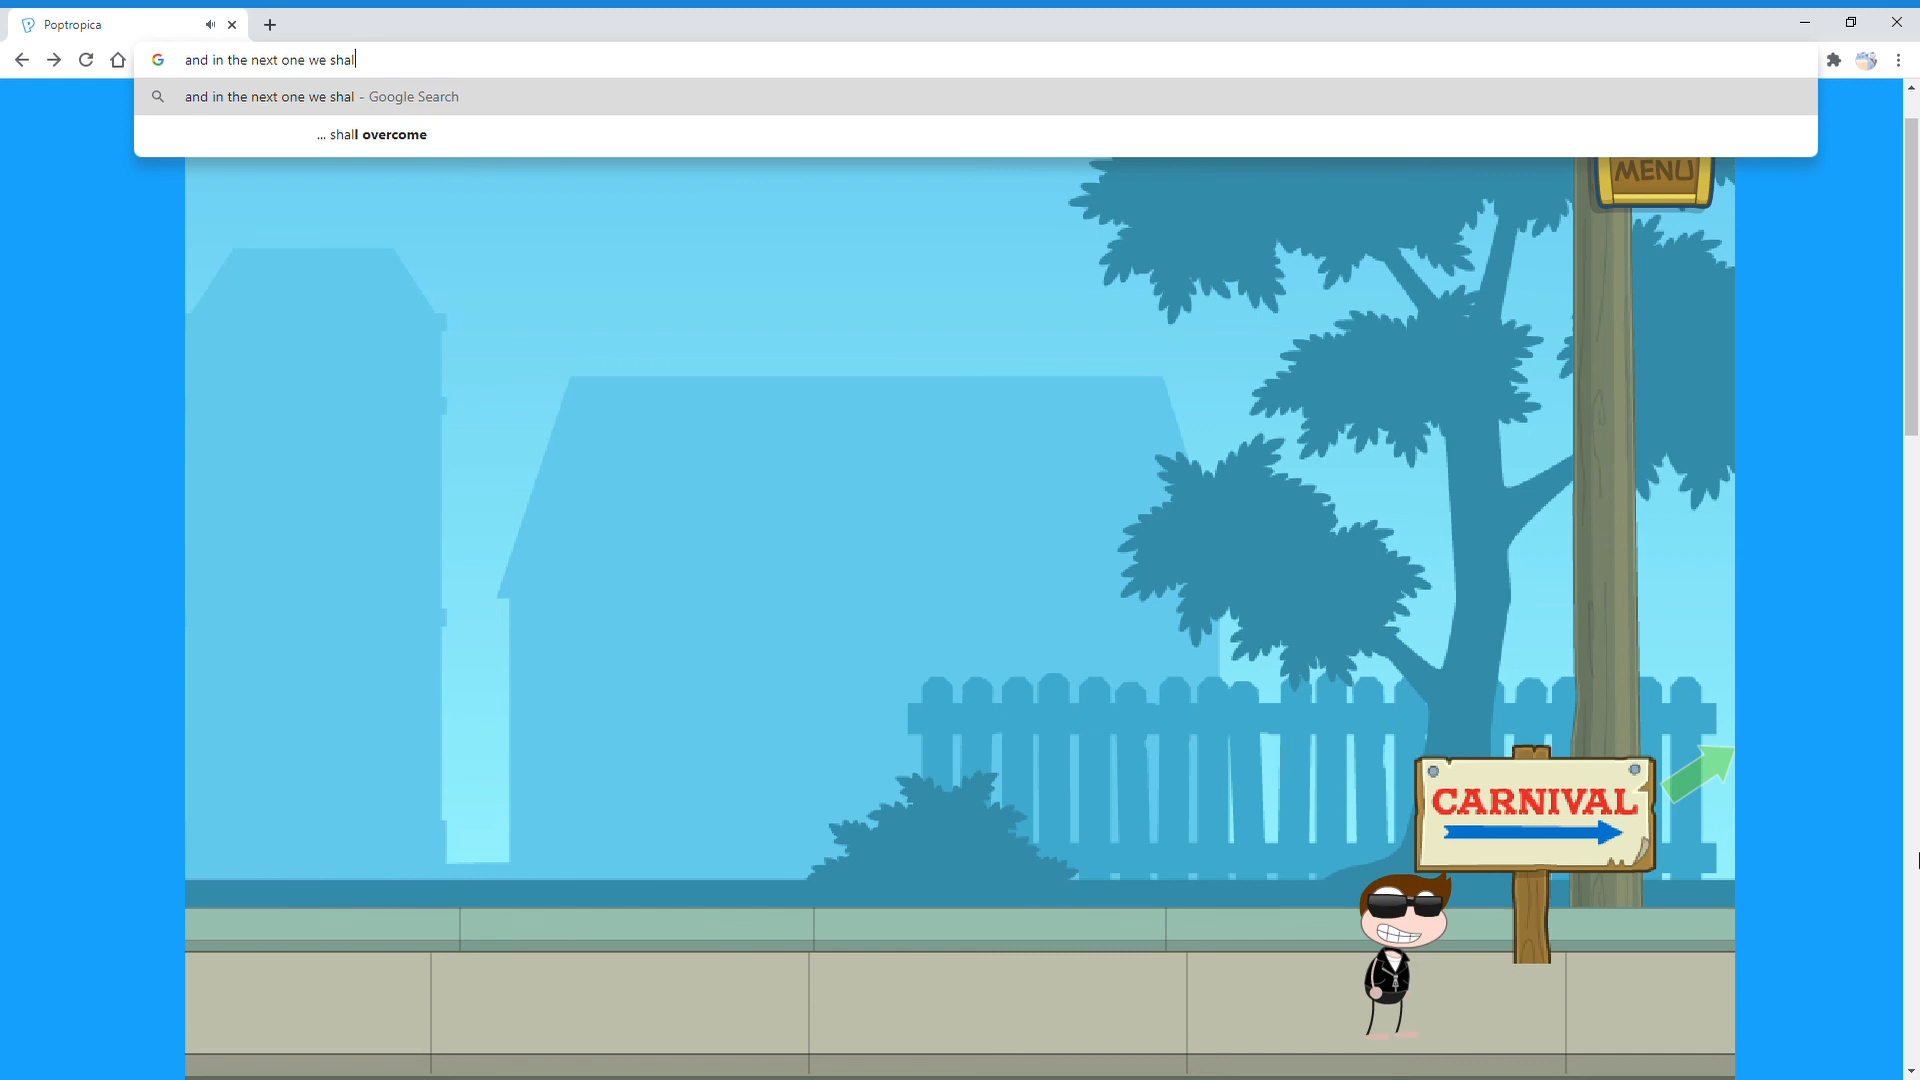 Poptropica
and in the next one we shal
and in the next one we shal - Google Search
... shall overcome
MENU
CARNIVAL